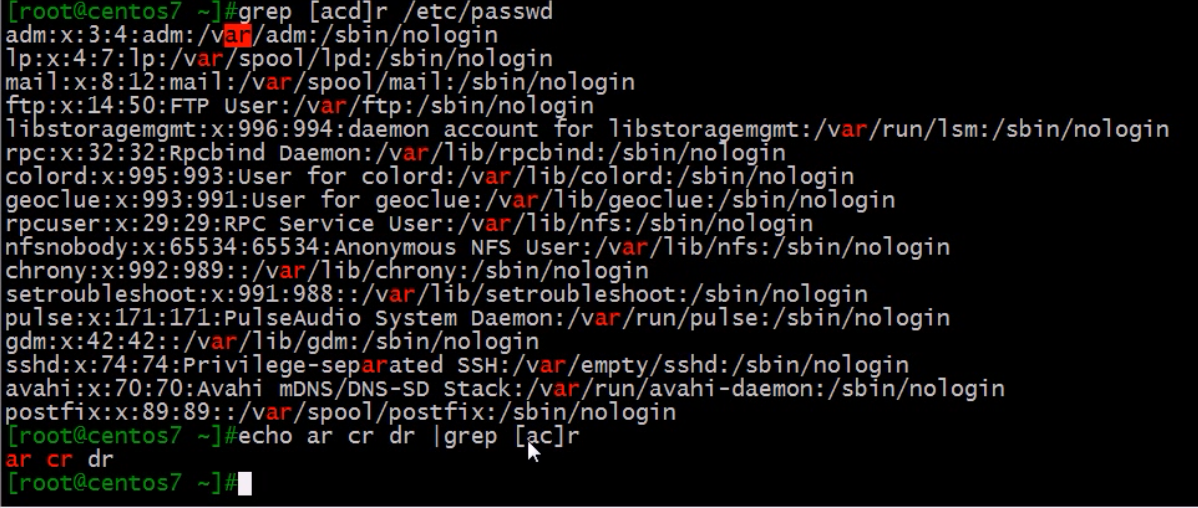 [root@centos7 ~]#grep [acd]r /etc/passwd
adm:x:3:4:adm:/var/adm:/sbin/nologin
lp:x:4:7:lp:/var/spool/lpd:/sbin/nologin
mail:x:8:12:mail:/var/spool/mail:/sbin/nologin
ftp:x:14:50:FTP User:/var/ftp:/sbin/nologin
libstoragemgmt:x:996:994:daemon account for libstoragemgmt:/var/run/lsm:/sbin/nologin
rpc:x:32:32:Rpcbind Daemon:/var/lib/rpcbind:/sbin/nologin
colord:x:995:993:User for colord:/var/lib/colord:/sbin/nologin
geoclue:x:993:991:User for geoclue:/var/lib/geoclue:/sbin/nologin
rpcuser:x:29:29:RPC Service User:/var/lib/nfs:/sbin/nologin
nfsnobody:x:65534:65534:Anonymous NFS User:/var/lib/nfs:/sbin/nologin
chrony:x:992:989::/var/lib/chrony:/sbin/nologin
setroubleshoot:x:991:988::/var/lib/setroubleshoot:/sbin/nologin
pulse:x:171:171:PulseAudio System Daemon:/var/run/pulse:/sbin/nologin
gdm:x:42:42::/var/lib/gdm:/sbin/nologin
sshd:x:74:74:Privilege-separated SSH:/var/empty/sshd:/sbin/nologin
avahi:x:70:70:Avahi mDNS/DNS-SD Stack:/var/run/avahi-daemon:/sbin/nologin
postfix:x:89:89::/var/spool/postfix:/sbin/nologin
[root@centos7 ~]#echo ar cr dr |grep [ac]r
ar cr dr
[root@centos7 ~]#